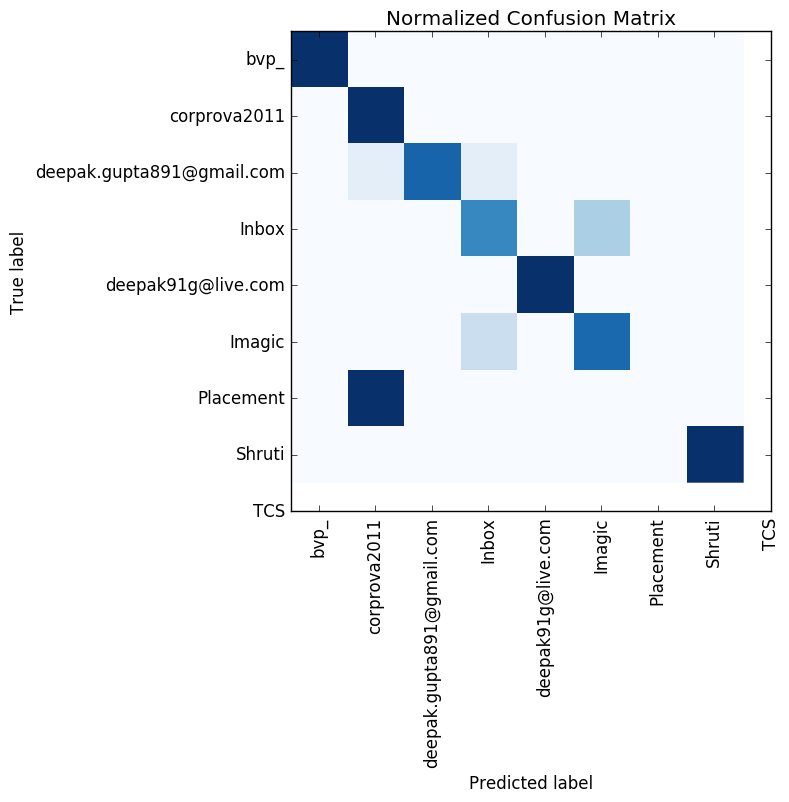 Normalized Confusion Matrix
bvp_
corprova2011
deepak.gupta891@gmail.com
Inbox
deepak91g@live.com
Imagic
Placement
Shruti
TCS
True label
bvp_
corprova2011
deepak.gupta891@gmail.com
Inbox
deepak91g@live.com
Imagic
Placement
Shruti
TCS
Predicted label